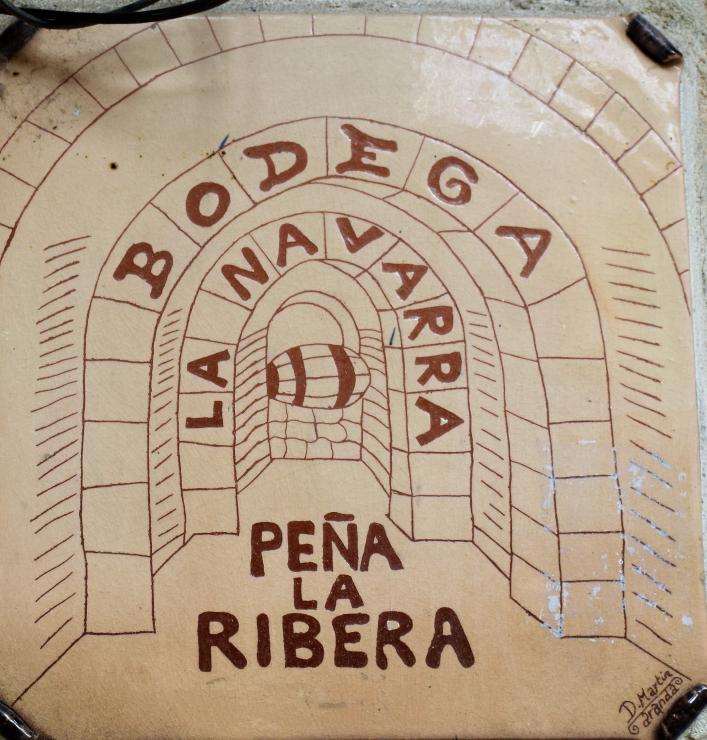 BODEGA
LA NAVARRA
PEÑA
LA
RIBERA
D. Martin
aranda